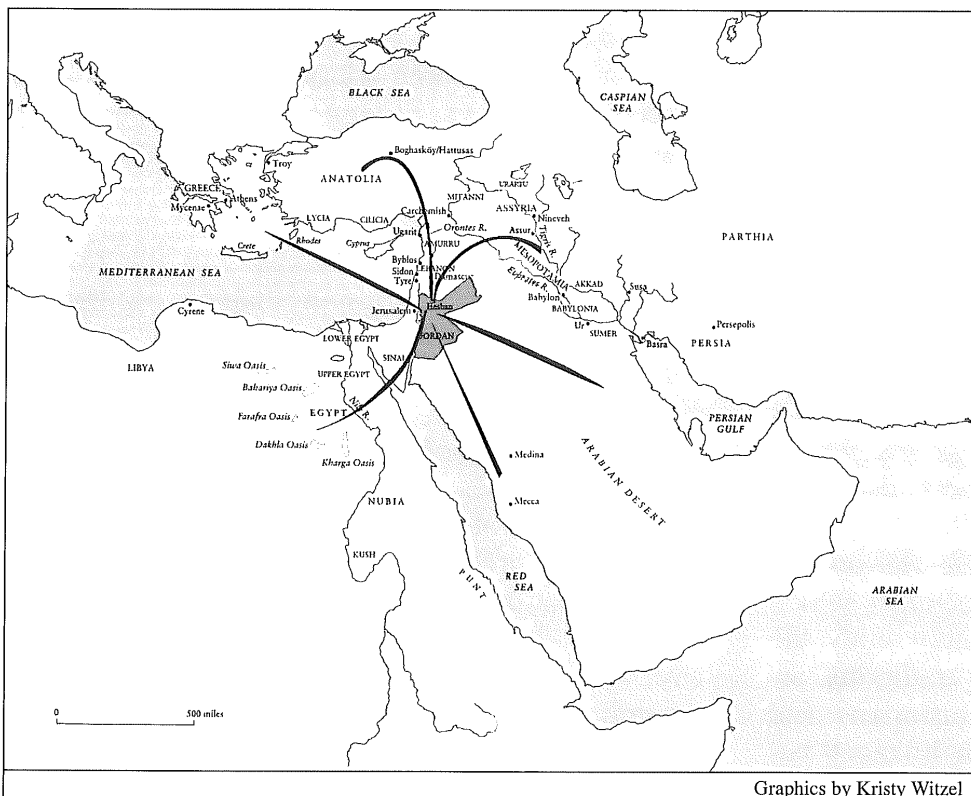 BLACK SEA
CASPIAN
SEA
Boghasköy/Hattusas
Troy
ANATOLIA
URARTU
GREECE
Athens
Mycenae
MITANNI
ASSYRIA
Nineveh
LYCIA
CILICIA
Carchemish
Orontes R.
Assur
Tigris R.
Ugarit
Rhodes
Crete
Cyprus
AMURRU
PARTHIA
MESOPOTAMIA
Byblos
LEBANON
Sidon
Damascus
Tyre
MEDITERRANEAN SEA
Euphrates R.
AKKAD
Susa
Babylon
BABYLONIA
Cyrene
Jerusalem
Hesban
Ur
SUMER
Persepolis
PERSIA
Basra
LOWER EGYPT
JORDAN
SINAI
LIBYA
Siwa Oasis
UPPER EGYPT
Bahariya Oasis
Nile R.
Farafra Oasis
EGYPT
PERSIAN
GULF
Dakhla Oasis
Kharga Oasis
Medina
ARABIAN DESERT
Mecca
NUBIA
KUSH
PUNT
RED
SEA
ARABIAN
SEA
0
500 miles
Graphics by Kristy Witzel